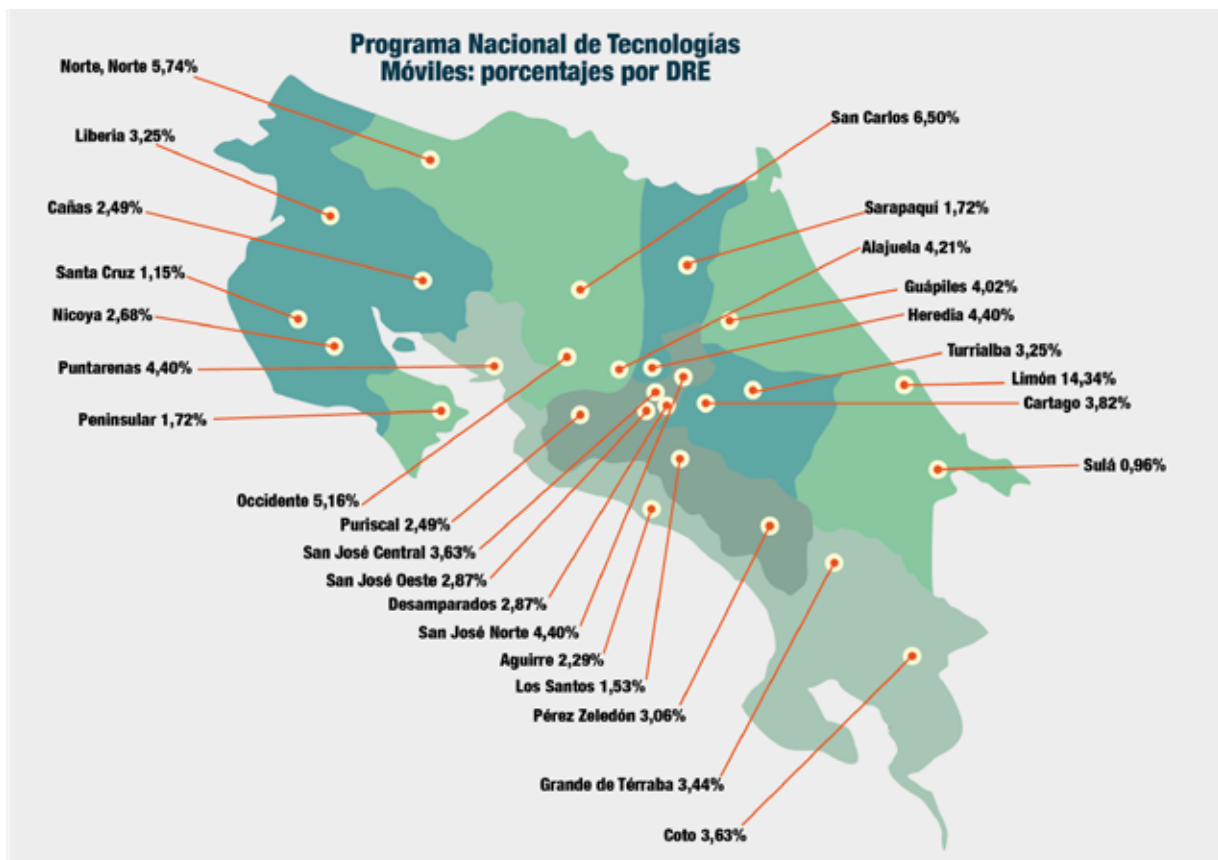 Programa Nacional de Tecnologías
Móviles: porcentajes por DRE
Norte, Norte 5,74%
Liberia 3,25%
Cañas 2,49%
Santa Cruz 1,15%
Nicoya 2,68%
Puntarenas 4,40%
Peninsular 1,72%
San Carlos 6,50%
Sarapaquí 1,72%
Alajuela 4,21%
Guápiles 4,02%
Heredia 4,40%
Turrialba 3,25%
Limón 14,34%
Cartago 3,82%
Sulá 0,96%
Occidente 5,16%
Puriscal 2,49%
San José Central 3,63%
San José Oeste 2,87%
Desamparados 2,87%
San José Norte 4,40%
Aguirre 2,29%
Los Santos 1,53%
Pérez Zeledón 3,06%
Grande de Térraba 3,44%
Coto 3,63%